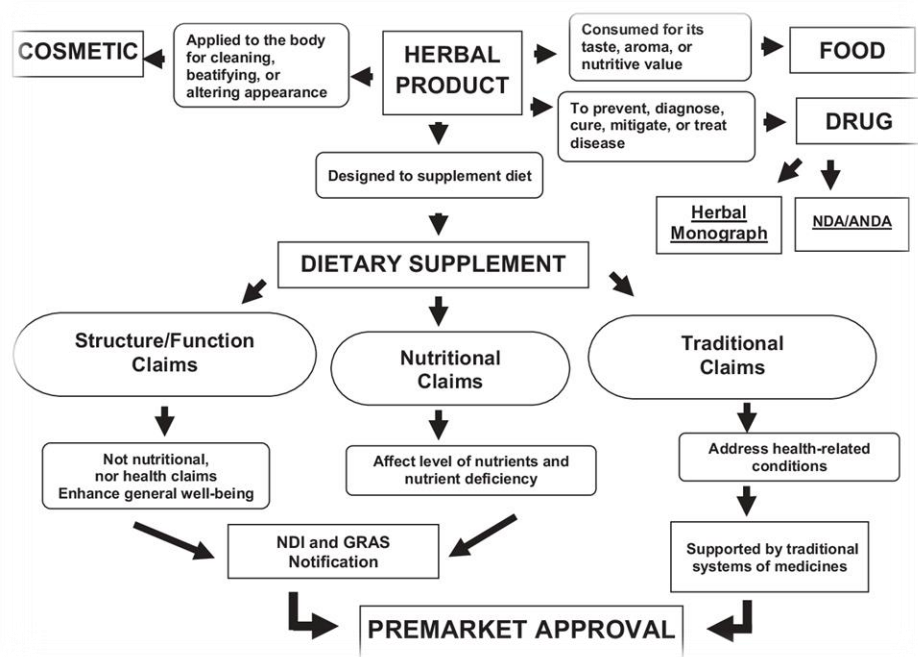 COSMETIC
Applied to the body
for cleaning,
beatifying, or
altering appearance
HERBAL
PRODUCT
Consumed for its
taste, aroma, or
nutritive value
FOOD
To prevent, diagnose,
cure, mitigate, or treat
disease
DRUG
Designed to supplement diet
Herbal
Monograph
NDA/ANDA
DIETARY SUPPLEMENT
Structure/Function
Claims
Nutritional
Claims
Traditional
Claims
Not nutritional,
nor health claims
Enhance general well-being
Affect level of nutrients and
nutrient deficiency
Address health-related
conditions
NDI and GRAS
Notification
Supported by traditional
systems of medicines
PREMARKET APPROVAL